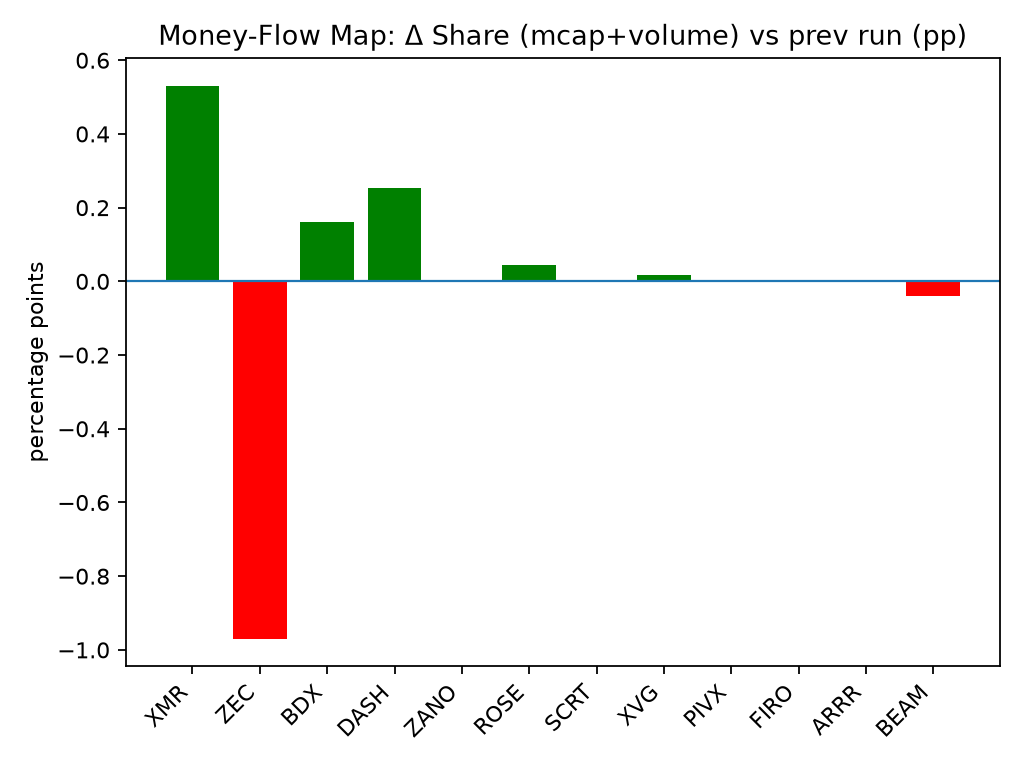 Money-Flow Map: Δ Share (mcap+volume) vs prev run (pp)
percentage points
0.6
0.4
0.2
0.0
−0.2
−0.4
−0.6
−0.8
−1.0
XMR
ZEC
BDX
DASH
ZANO
ROSE
SCRT
XVG
PIVX
FIRO
ARRR
BEAM